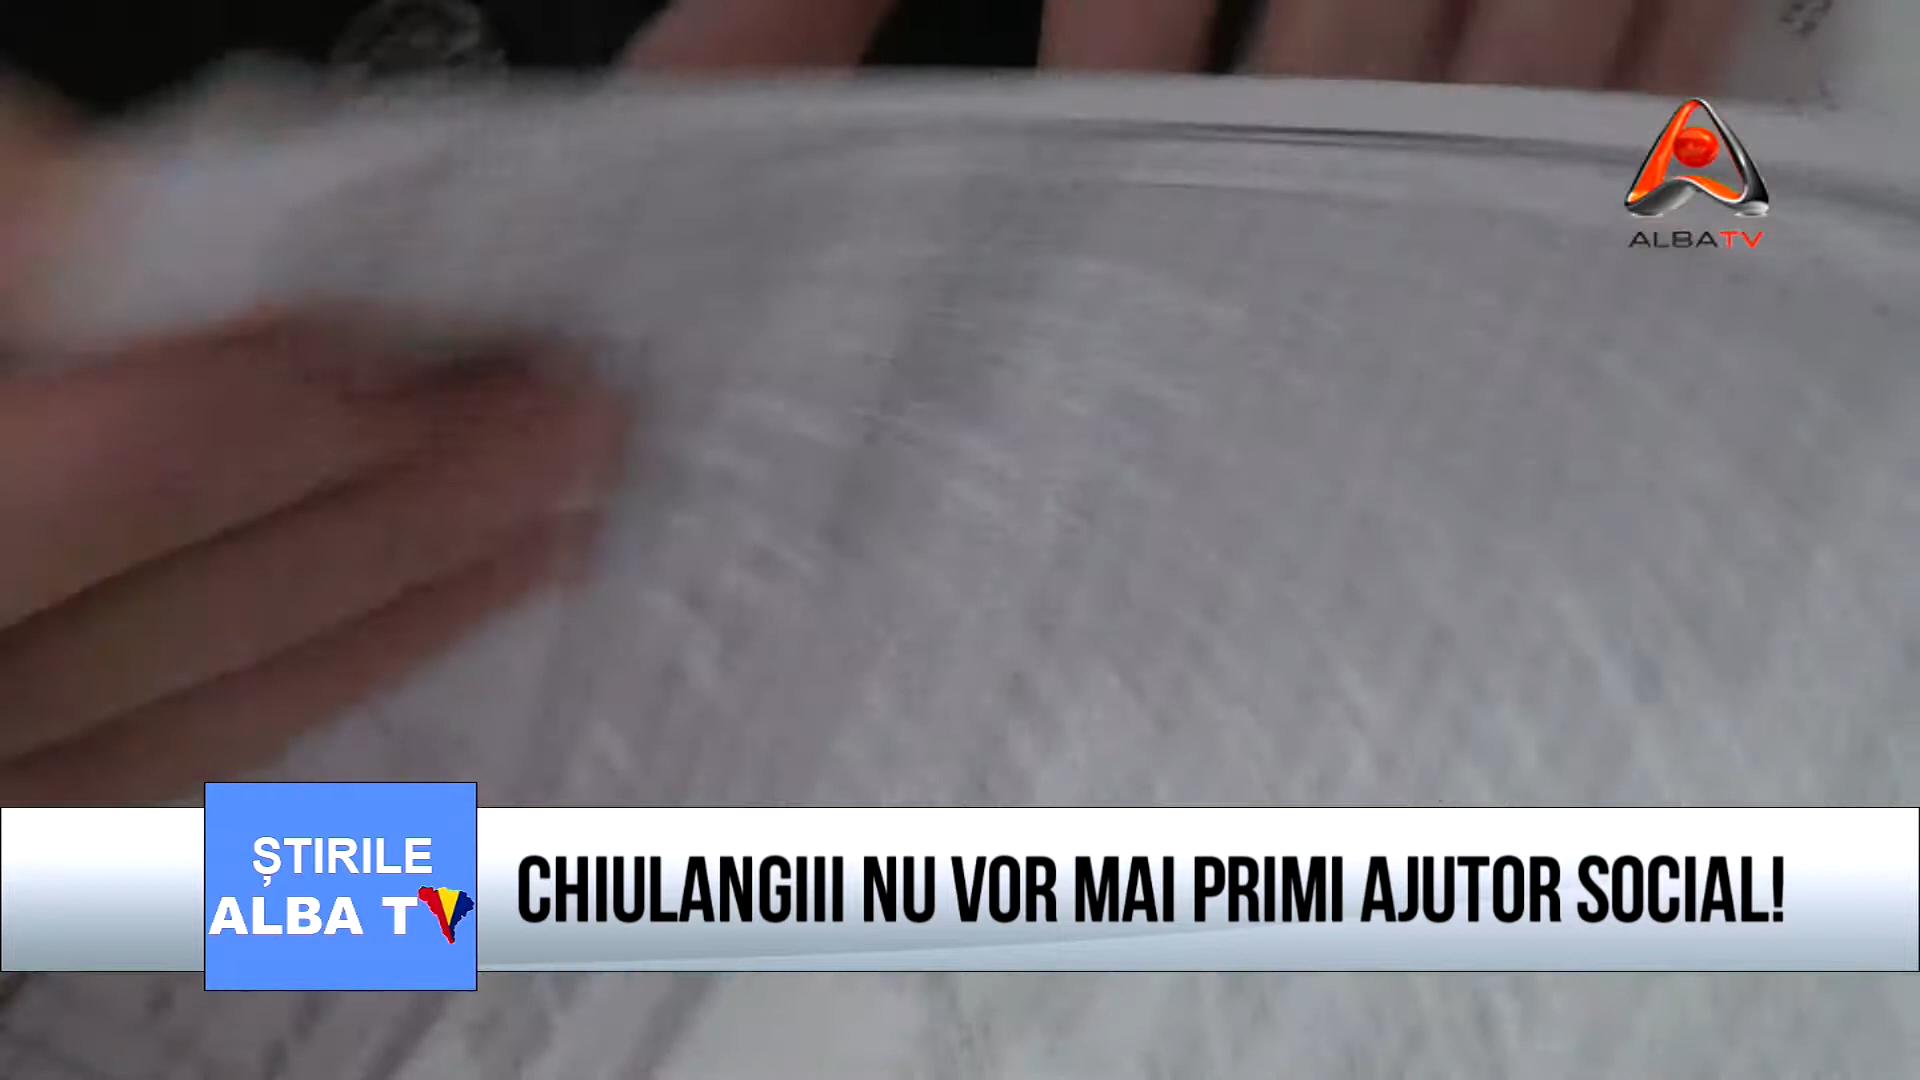 ALBATV
ȘTIRILE
ALBA TV
CHIULANGIII NU VOR MAI PRIMI AJUTOR SOCIAL!